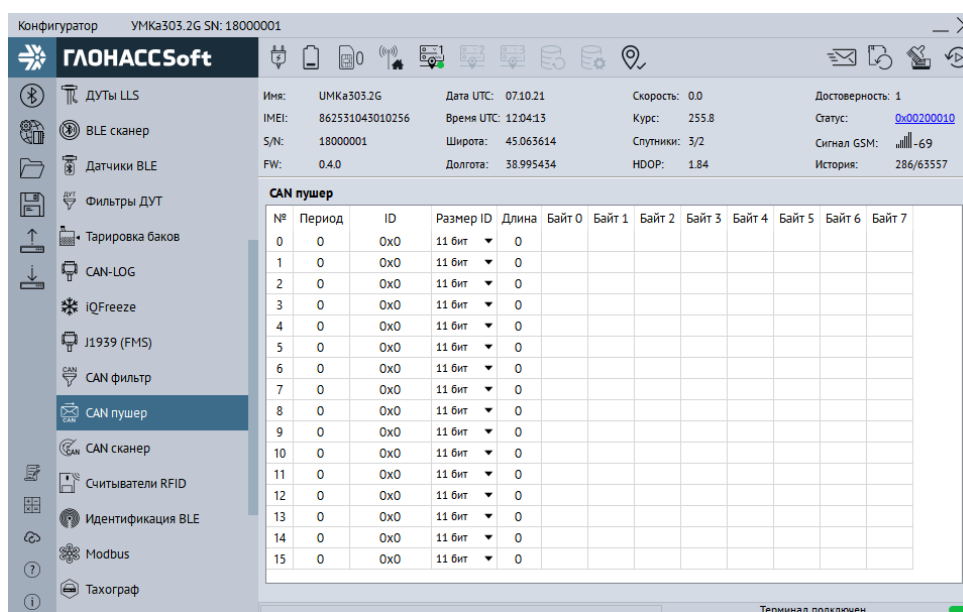 Конфигуратор УМКа303.2G SN: 18000001
ГЛОНАССSoft
0
1
2
3
ДУТы LLS
BLE сканер
Датчики BLE
ДУТ
Фильтры ДУТ
Тарировка баков
CAN-LOG
iQFreeze
J1939 (FMS)
CAN
CAN фильтр
CAN
CAN пушер
CAN
CAN сканер
Считыватели RFID
Идентификация BLE
Modbus
Тахограф
Имя: УМКа303.2G Дата UTC: 07.10.21 Скорость: 0.0 Достоверность: 1
IMEI: 862531043010256 Время UTC: 12:04:13 Курс: 255.8 Статус: 0x00200010
S/N: 18000001 Широта: 45.063614 Спутники: 3/2 Сигнал GSM: -69
FW: 0.4.0 Долгота: 38.995434 HDOP: 1.84 История: 286/63557
CAN пушер
№ Период ID Размер ID Длина Байт 0 Байт 1 Байт 2 Байт 3 Байт 4 Байт 5 Байт 6 Байт 7
0 0 0x0 11 бит 0
1 0 0x0 11 бит 0
2 0 0x0 11 бит 0
3 0 0x0 11 бит 0
4 0 0x0 11 бит 0
5 0 0x0 11 бит 0
6 0 0x0 11 бит 0
7 0 0x0 11 бит 0
8 0 0x0 11 бит 0
9 0 0x0 11 бит 0
10 0 0x0 11 бит 0
11 0 0x0 11 бит 0
12 0 0x0 11 бит 0
13 0 0x0 11 бит 0
14 0 0x0 11 бит 0
15 0 0x0 11 бит 0
Терминал подключен